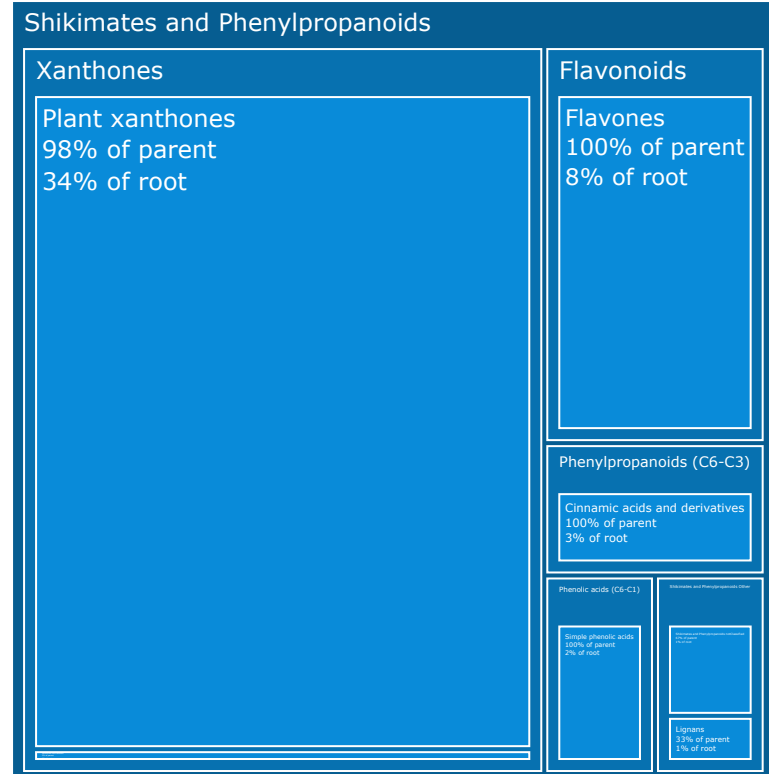 Shikimates and Phenylpropanoids
Xanthones
Plant xanthones
98% of parent
34% of root
Flavonoids
Flavones
100% of parent
8% of root
Phenylpropanoids (C6-C3)
Cinnamic acids and derivatives
100% of parent
3% of root
Phenolic acids (C6-C1)
Simple phenolic acids
100% of parent
2% of root
Shikimates and Phenylpropanoids Other
Lignans
33% of parent
1% of root